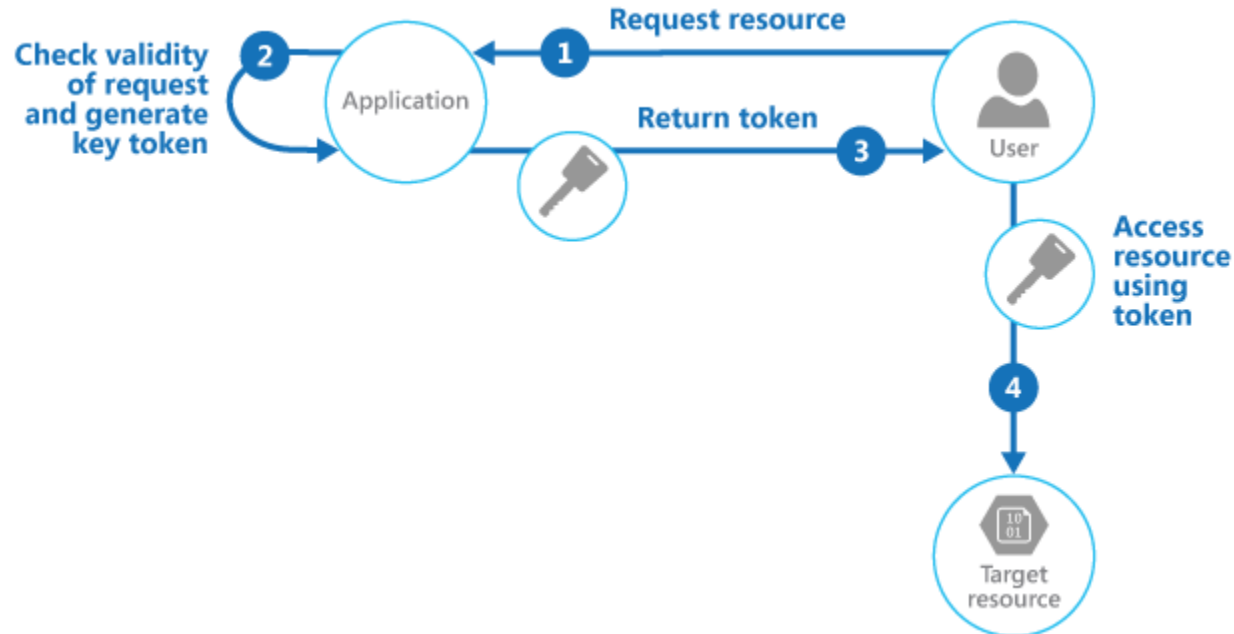 Request resource
1
2
Check validity
of request
and generate
key token
Application
User
Return token
3
Access
resource
using
token
4
10
01
Target
resource